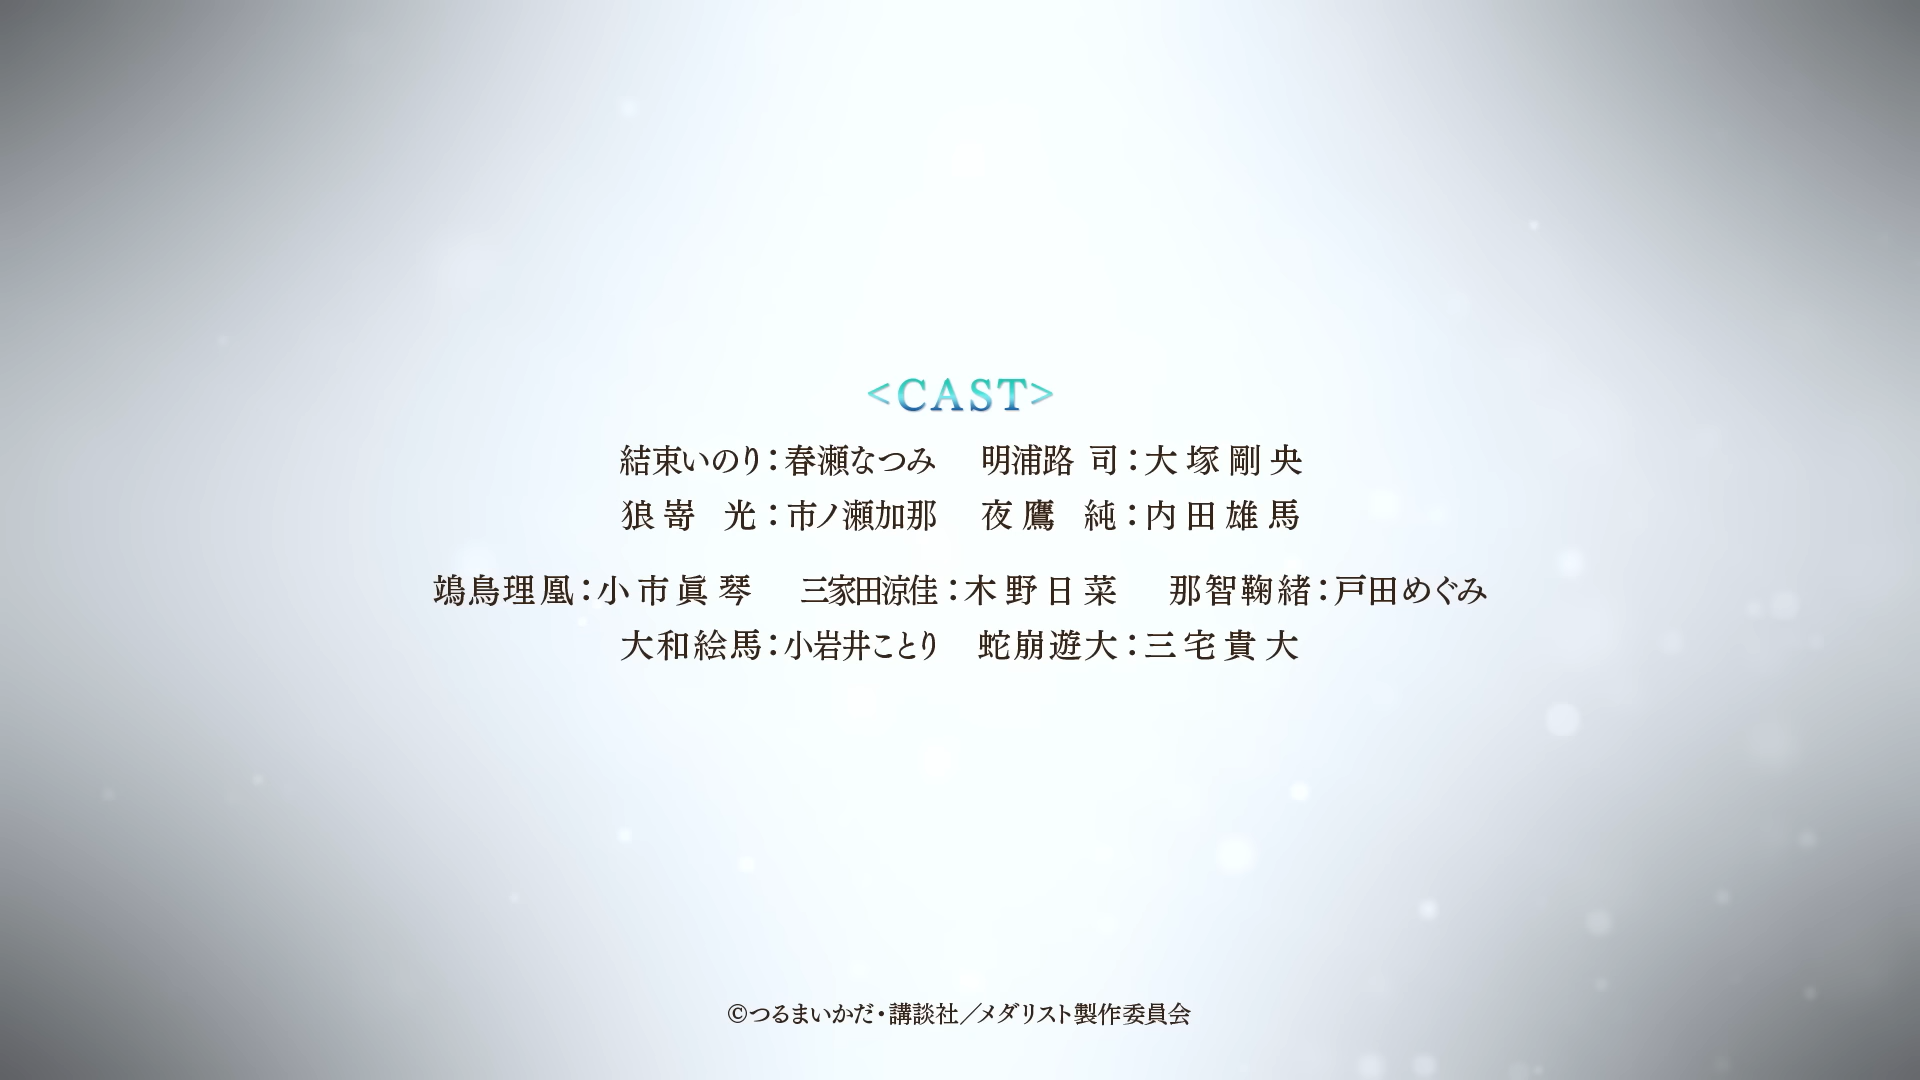 <CAST>
結束いのり：春瀬なつみ　明浦路 司：大塚剛央
狼嵜 光：市ノ瀬加那　夜鷹 純：内田雄馬
鴗鳥理凰：小市眞琴　三家田涼佳：木野日菜　那智鞠緒：戸田めぐみ
大和絵馬：小岩井ことり　蛇崩遊大：三宅貴大
©つるまいかだ・講談社／メダリスト製作委員会